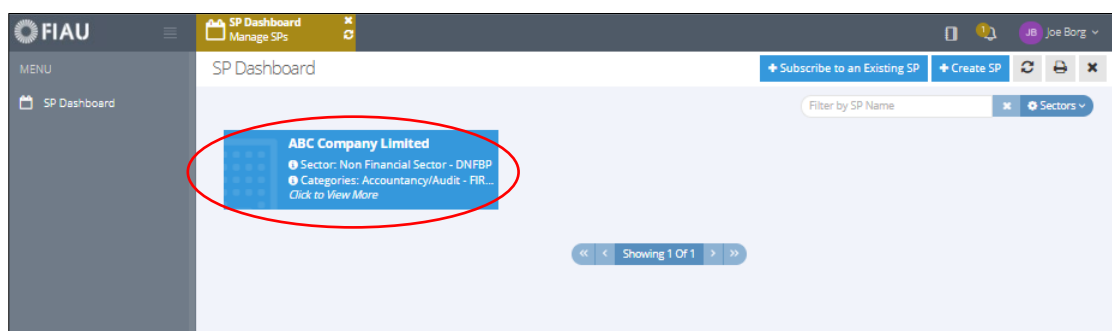 FIAU
SP Dashboard
Manage SPs
1
JB Joe Borg
MENU
SP Dashboard
SP Dashboard
+ Subscribe to an Existing SP
+ Create SP
Filter by SP Name
Sectors
ABC Company Limited
Sector: Non Financial Sector - DNFBP
Categories: Accountancy/Audit - FIR...
Click to View More
« < Showing 1 Of 1 > »